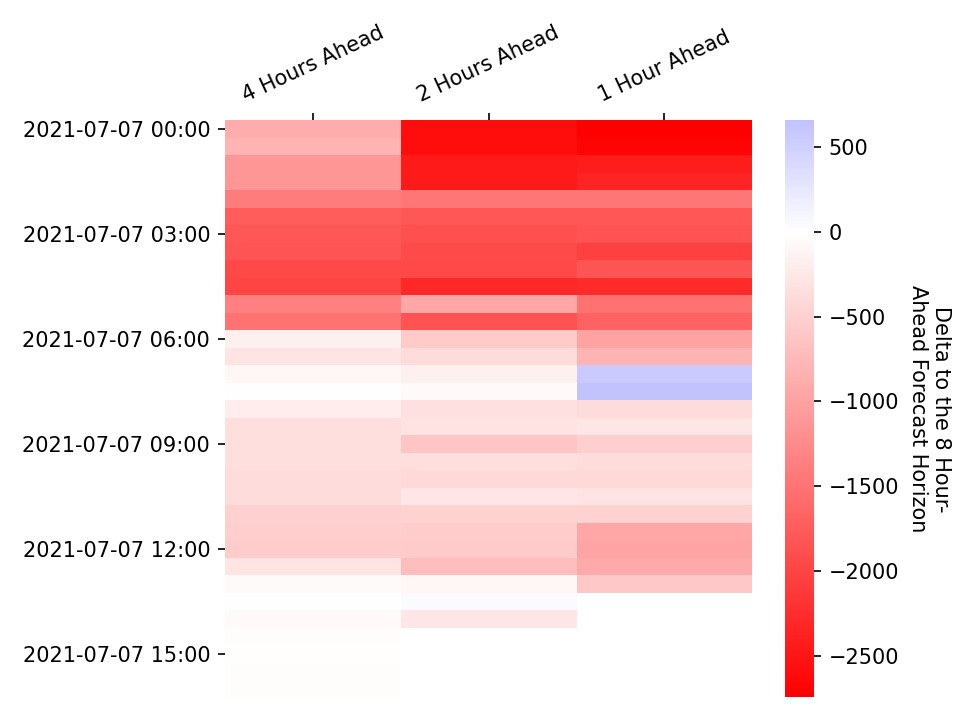 4 Hours Ahead
2 Hours Ahead
1 Hour Ahead
2021-07-07 00:00
2021-07-07 03:00
2021-07-07 06:00
2021-07-07 09:00
2021-07-07 12:00
2021-07-07 15:00
500
0
−500
−1000
−1500
−2000
−2500
Delta to the 8 Hour-
Ahead Forecast Horizon